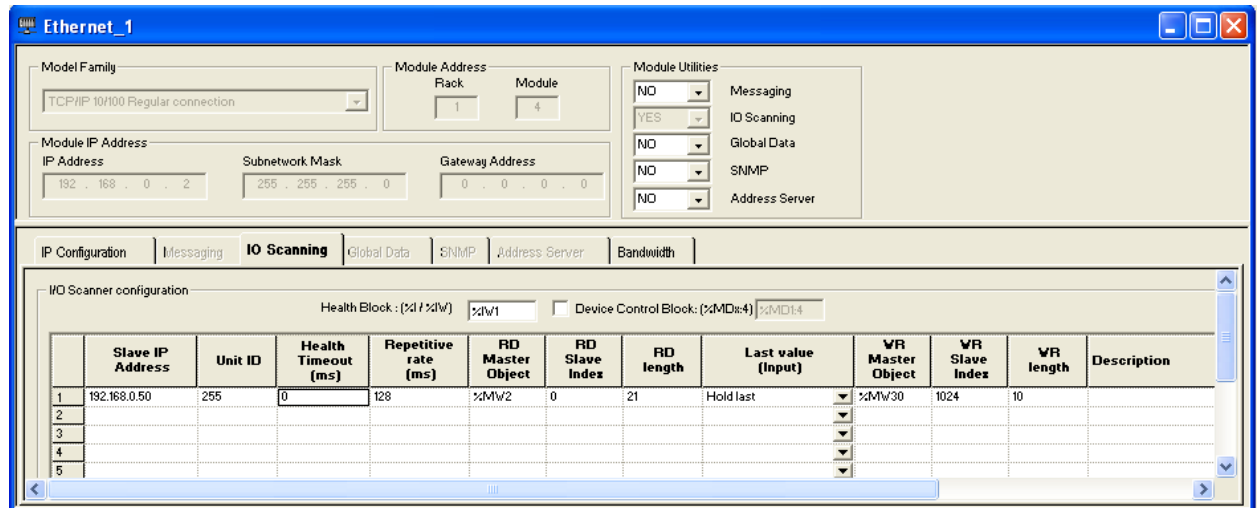 Ethernet_1
Model Family
TCP/IP 10/100 Regular connection
Module Address
Rack Module
1 4
Module Utilities
NO Messaging
YES IO Scanning
NO Global Data
NO SNMP
NO Address Server
Module IP Address
IP Address Subnetwork Mask Gateway Address
192 . 168 . 0 . 2 255 . 255 . 255 . 0 0 . 0 . 0 . 0
IP Configuration Messaging IO Scanning Global Data SNMP Address Server Bandwidth
I/O Scanner configuration
Health Block : (%I / %IW) %IW1 Device Control Block: (%MDx:4) %MD1:4
Slave IP Address Unit ID Health Timeout (ms) Repetitive rate (ms) RD Master Object RD Slave Index RD length Last value (Input) WR Master Object WR Slave Index WR length Description
1 192.168.0.50 255 0 128 %MW2 0 21 Hold last %MW30 1024 10
2
3
4
5